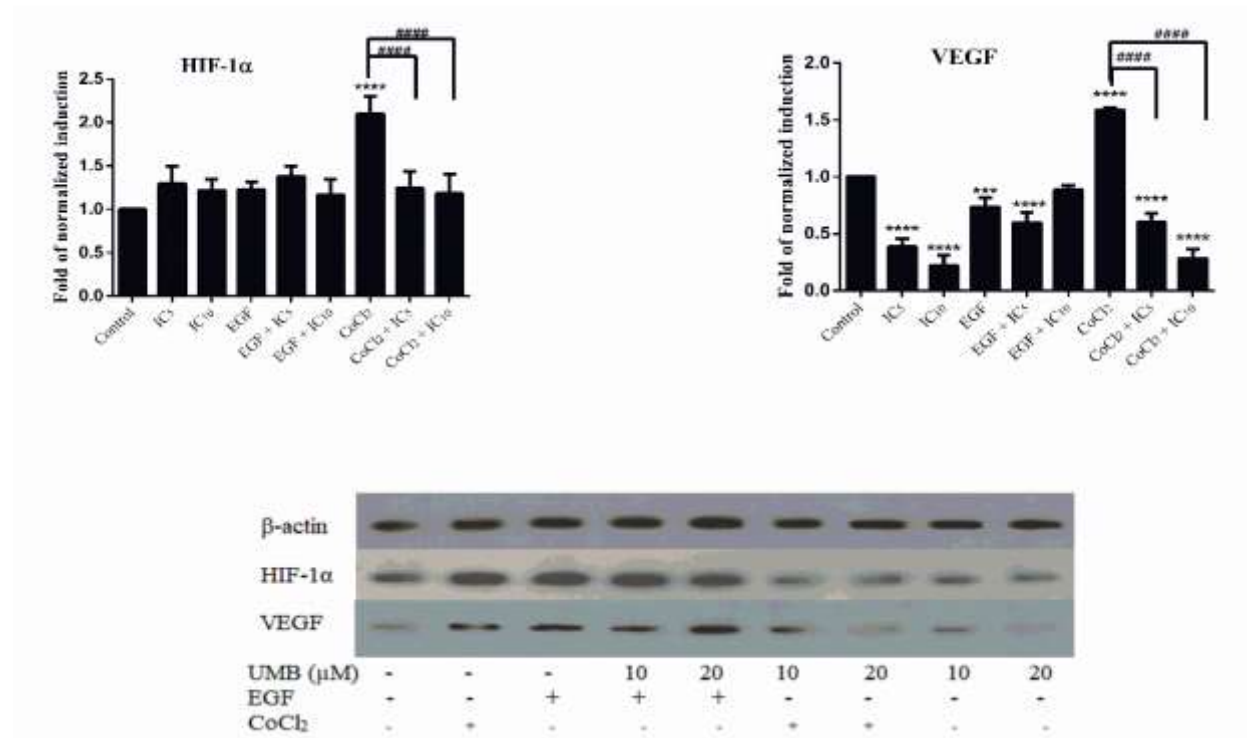 HIF-1α
####
####
****
Fold of normalized induction
2.5
2.0
1.5
1.0
0.5
0.0
Control
IC5
IC10
EGF
EGF + IC5
EGF + IC10
CoCl2
CoCl2 + IC5
CoCl2 + IC10
VEGF
####
####
****
Fold of normalized induction
2.0
1.5
1.0
0.5
0.0
****
****
***
****
****
****
Control
IC5
IC10
EGF
EGF + IC5
EGF + IC10
CoCl2
CoCl2 + IC5
CoCl2 + IC10
β-actin
HIF-1α
VEGF
UMB (µM) - - - 10 20 10 20 10 20
EGF - - + + + - - - -
CoCl2 - + - - - + + - -